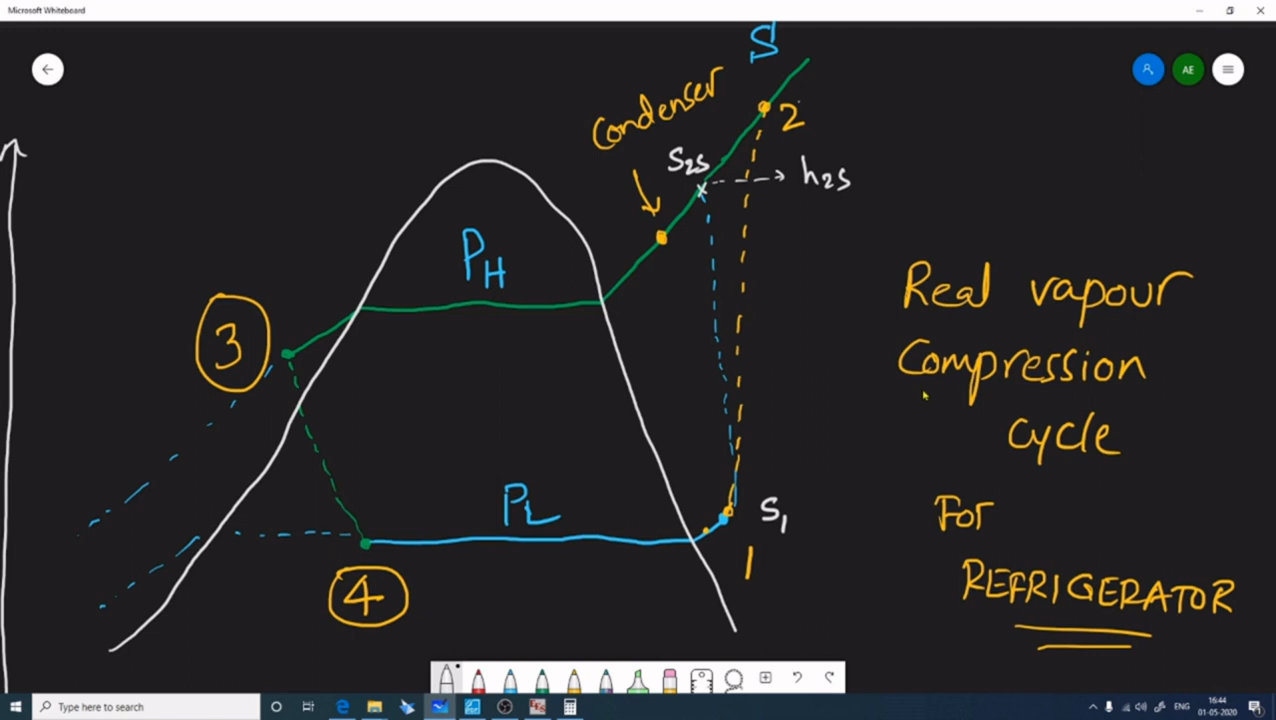 Microsoft Whiteboard
S
AE
Condenser
2
S2s
h2s
PH
Real vapour
3
Compression
cycle
PL
S1
For
1
4
REFRIGERATOR
Type here to search
ENG
16:44
01-05-2020